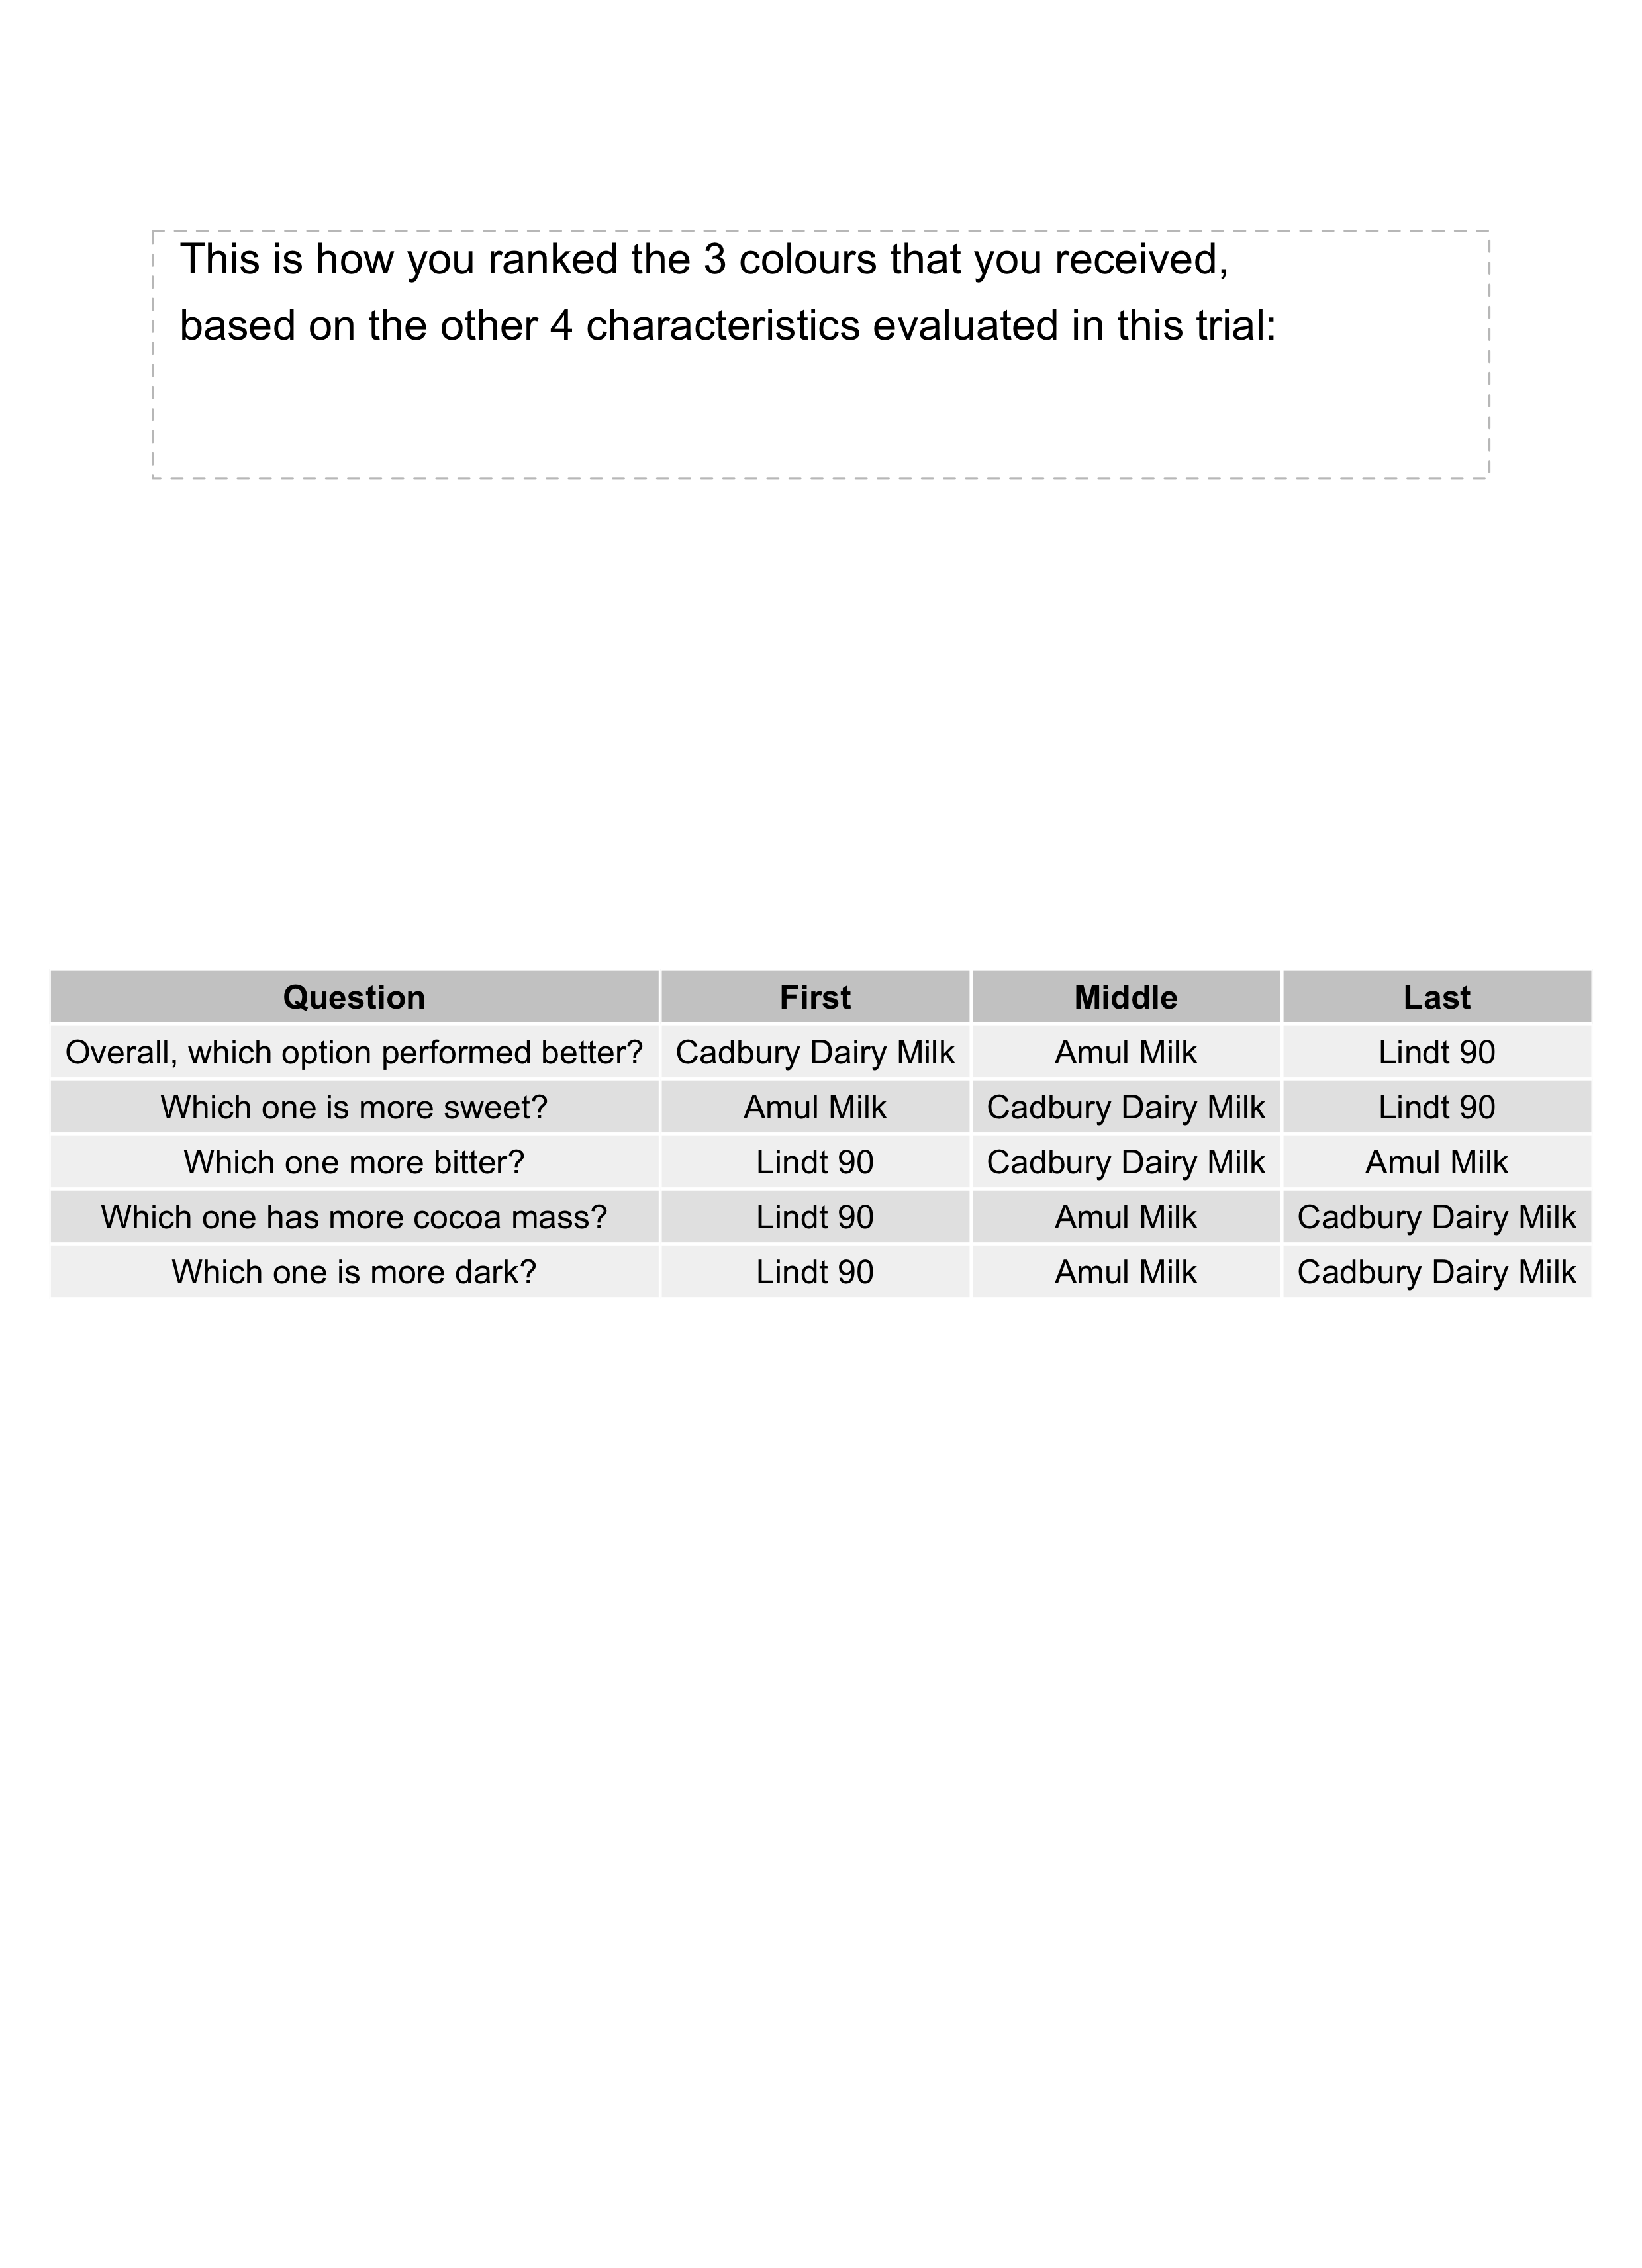 This is how you ranked the 3 colours that you received,
based on the other 4 characteristics evaluated in this trial:
Question First Middle Last
Overall, which option performed better? Cadbury Dairy Milk Amul Milk Lindt 90
Which one is more sweet? Amul Milk Cadbury Dairy Milk Lindt 90
Which one more bitter? Lindt 90 Cadbury Dairy Milk Amul Milk
Which one has more cocoa mass? Lindt 90 Amul Milk Cadbury Dairy Milk
Which one is more dark? Lindt 90 Amul Milk Cadbury Dairy Milk